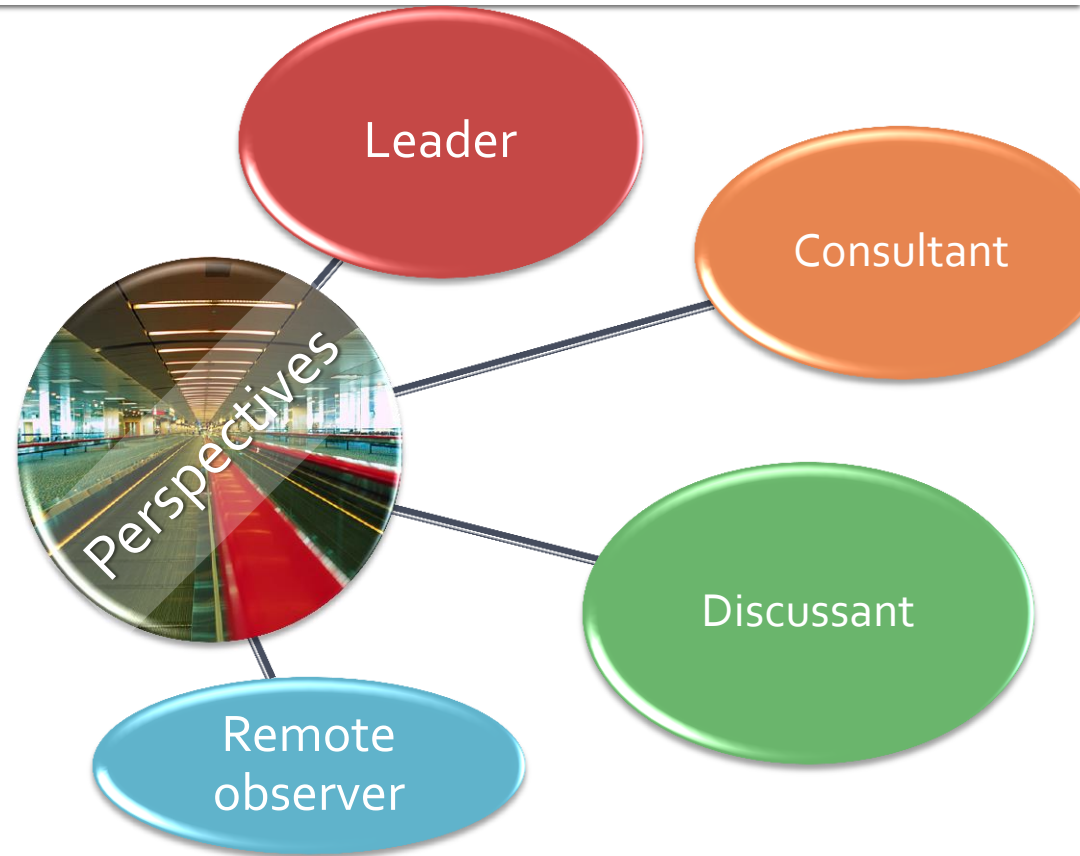 Leader
Consultant
Perspectives
Discussant
Remote
observer